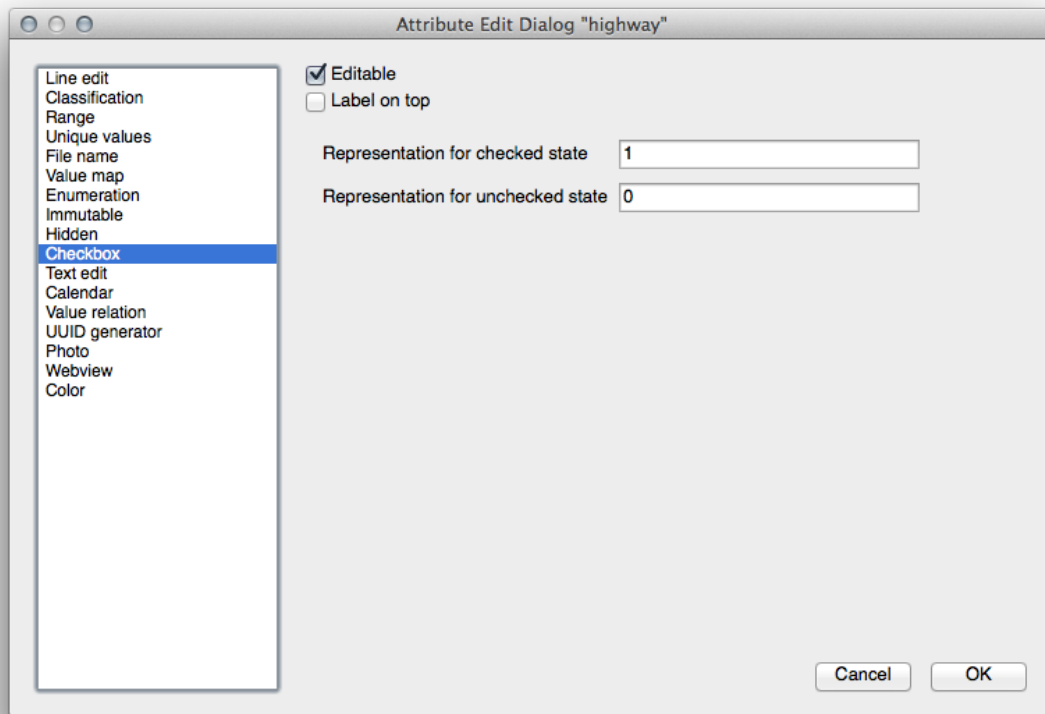 Attribute Edit Dialog "highway"
Line edit
Classification
Range
Unique values
File name
Value map
Enumeration
Immutable
Hidden
Checkbox
Text edit
Calendar
Value relation
UUID generator
Photo
Webview
Color
Editable
Label on top
Representation for checked state 1
Representation for unchecked state 0
Cancel OK